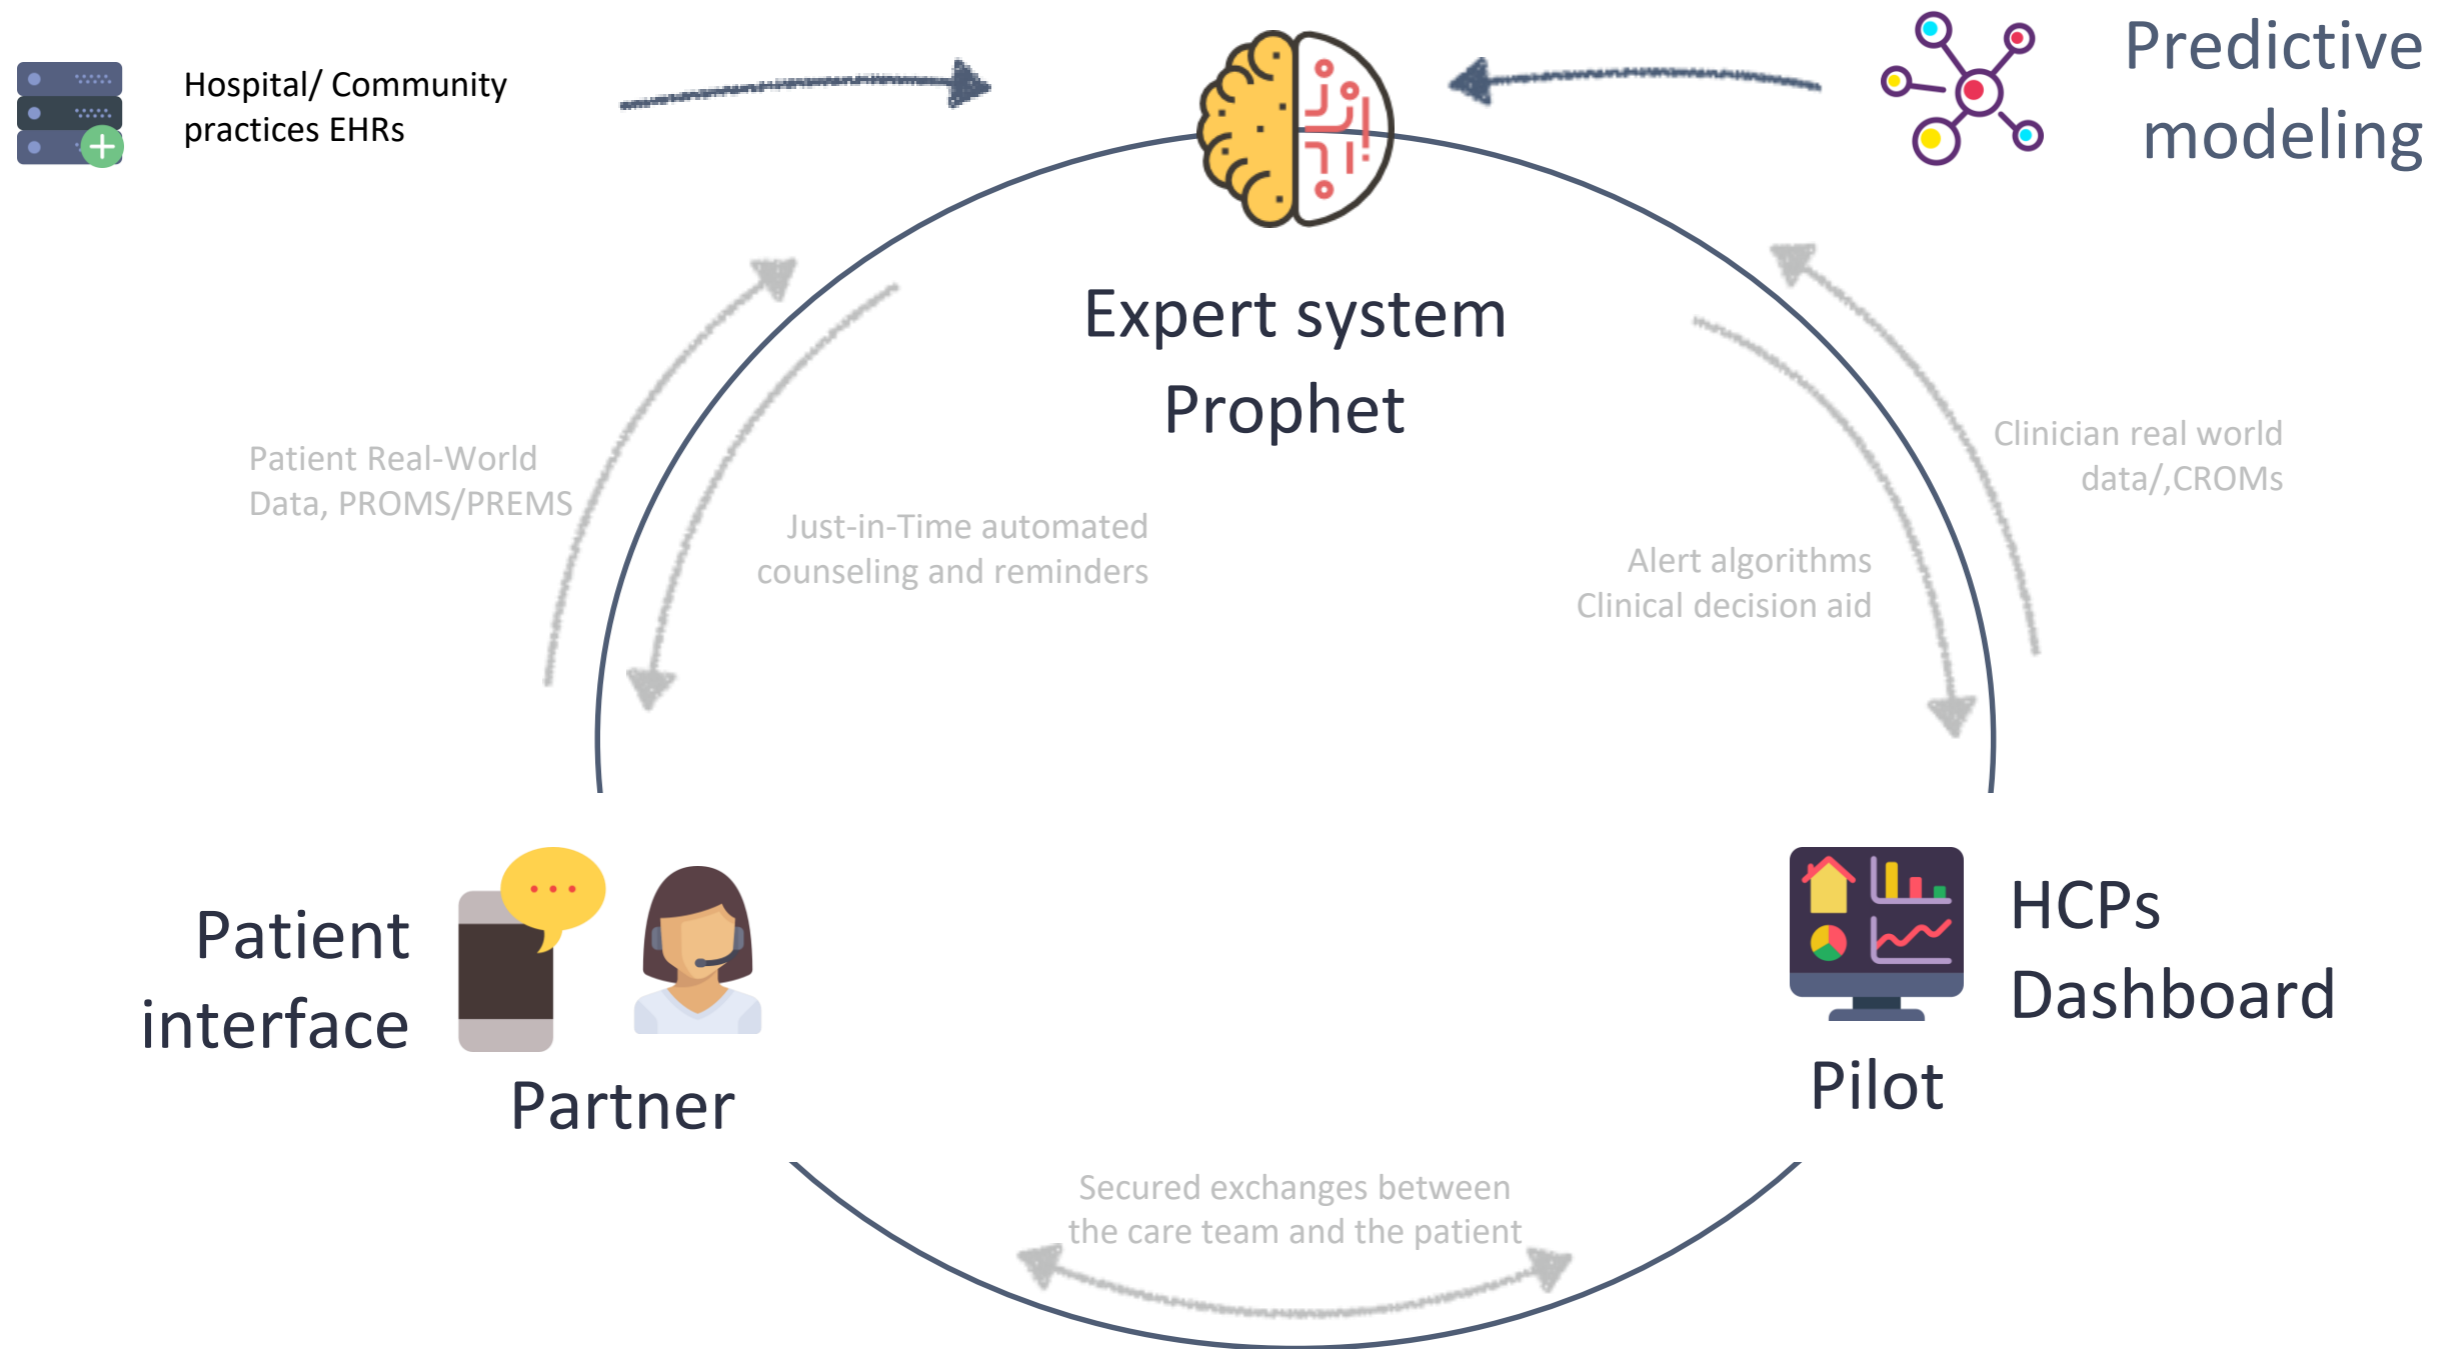 Hospital/ Community
practices EHRs
Predictive
modeling
Expert system
Prophet
Patient Real-World
Data, PROMS/PREMS
Just-in-Time automated
counseling and reminders
Alert algorithms
Clinical decision aid
Clinician real world
data/,CROMs
Patient
interface
Partner
HCPs
Dashboard
Pilot
Secured exchanges between
the care team and the patient